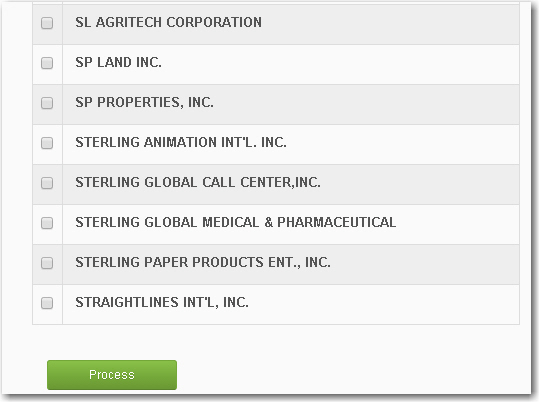 SL AGRITECH CORPORATION
SP LAND INC.
SP PROPERTIES, INC.
STERLING ANIMATION INT'L. INC.
STERLING GLOBAL CALL CENTER,INC.
STERLING GLOBAL MEDICAL & PHARMACEUTICAL
STERLING PAPER PRODUCTS ENT., INC.
STRAIGHTLINES INT'L, INC.
Process